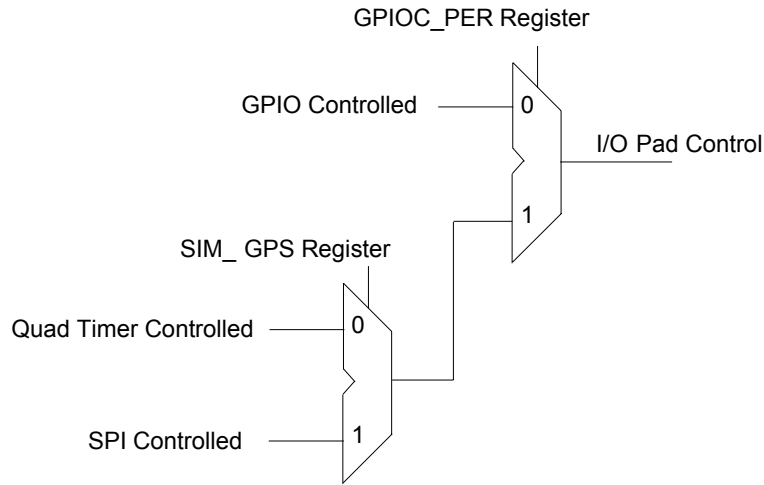 GPIOC_PER Register
GPIO Controlled
0
I/O Pad Control
1
SIM_ GPS Register
Quad Timer Controlled
0
SPI Controlled
1